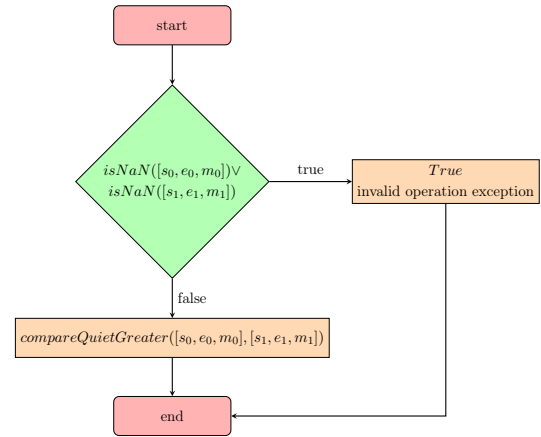 start
isNaN([s₀, e₀, m₀])∨
isNaN([s₁, e₁, m₁])
true
True
invalid operation exception
false
compareQuietGreater([s₀, e₀, m₀], [s₁, e₁, m₁])
end